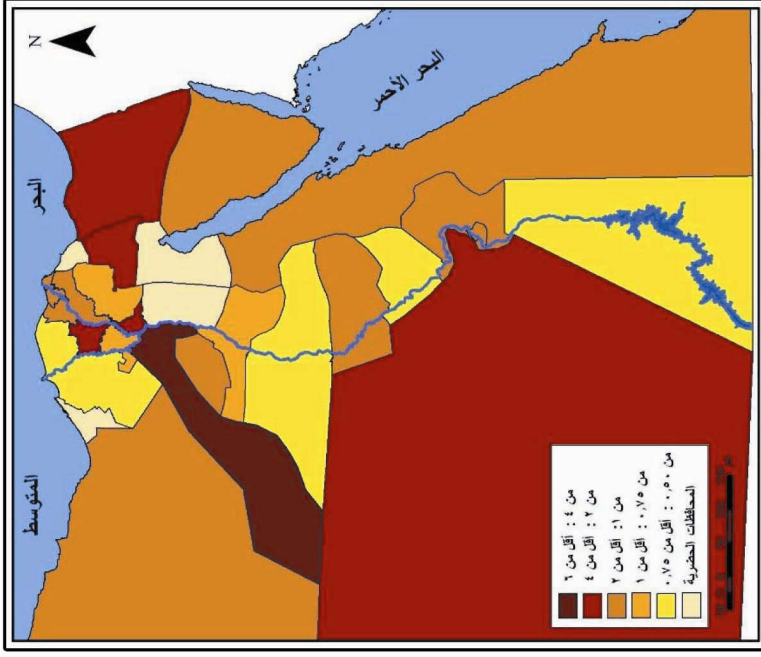 N
البحر
المتوسط
البحر الأحمر
من ٤ : أقل من ٦
من ٢ : أقل من ٤
من ١: أقل من ٢
من ٠,٧٥: أقل من ١
من ٠,٥٠: أقل من ٠,٧٥
المحافظات الحضرية